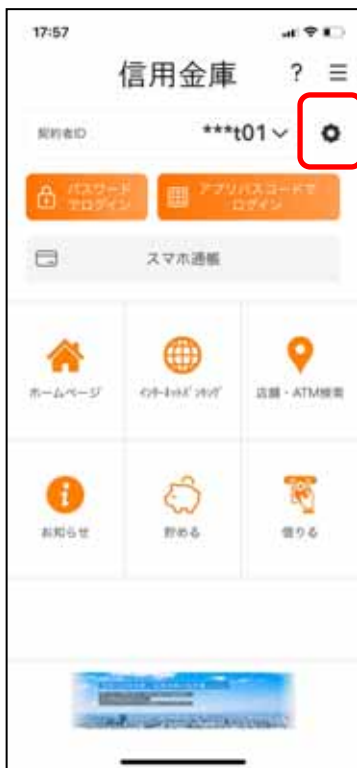 17:57
信用金庫 ?
契約者ID ***t01
パスワード
でログイン
アプリパスコードで
ログイン
スマホ通帳
ホームページ
インターネットバンキング
店舗・ATM検索
お知らせ
貯める
借りる